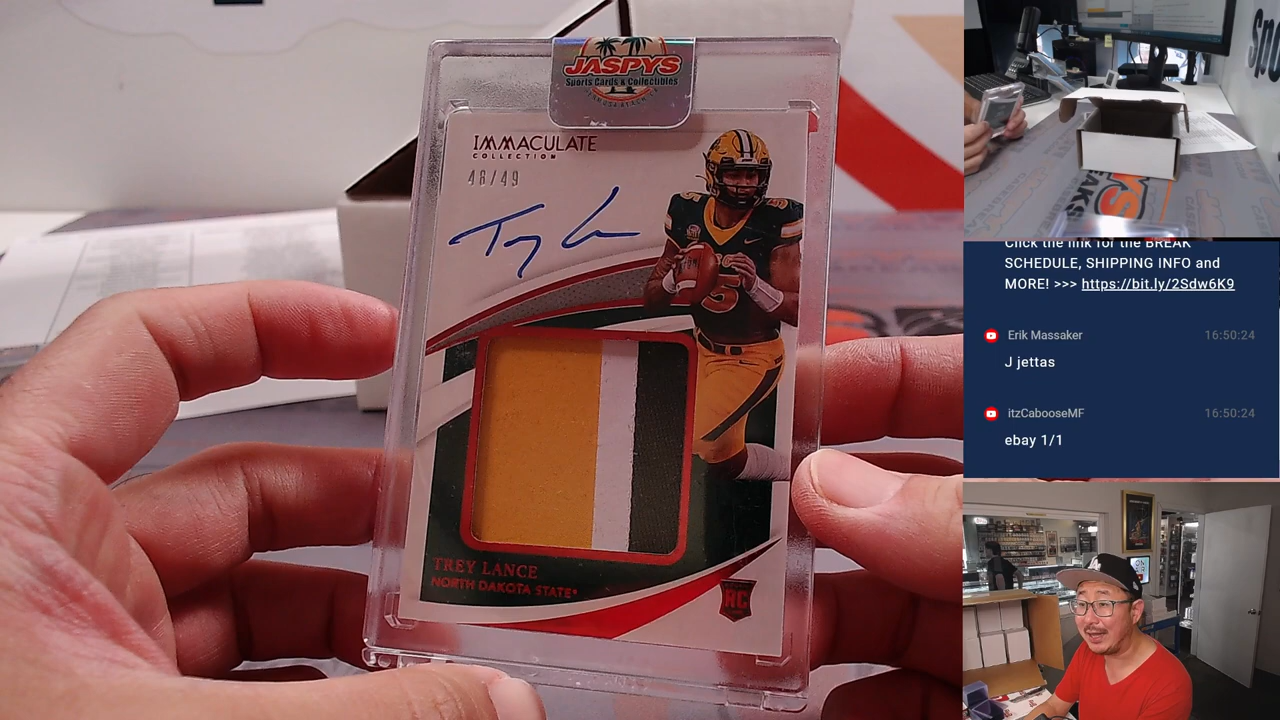 JASPYS
Sports Cards & Collectibles
IMMACULATE
COLLECTION
48/49
5
TREY LANCE
NORTH DAKOTA STATE
RC
Click the link for the BREAK
SCHEDULE, SHIPPING INFO and
MORE! >>> https://bit.ly/2Sdw6K9
Erik Massaker 16:50:24
J jettas
itzCabooseMF 16:50:24
ebay 1/1